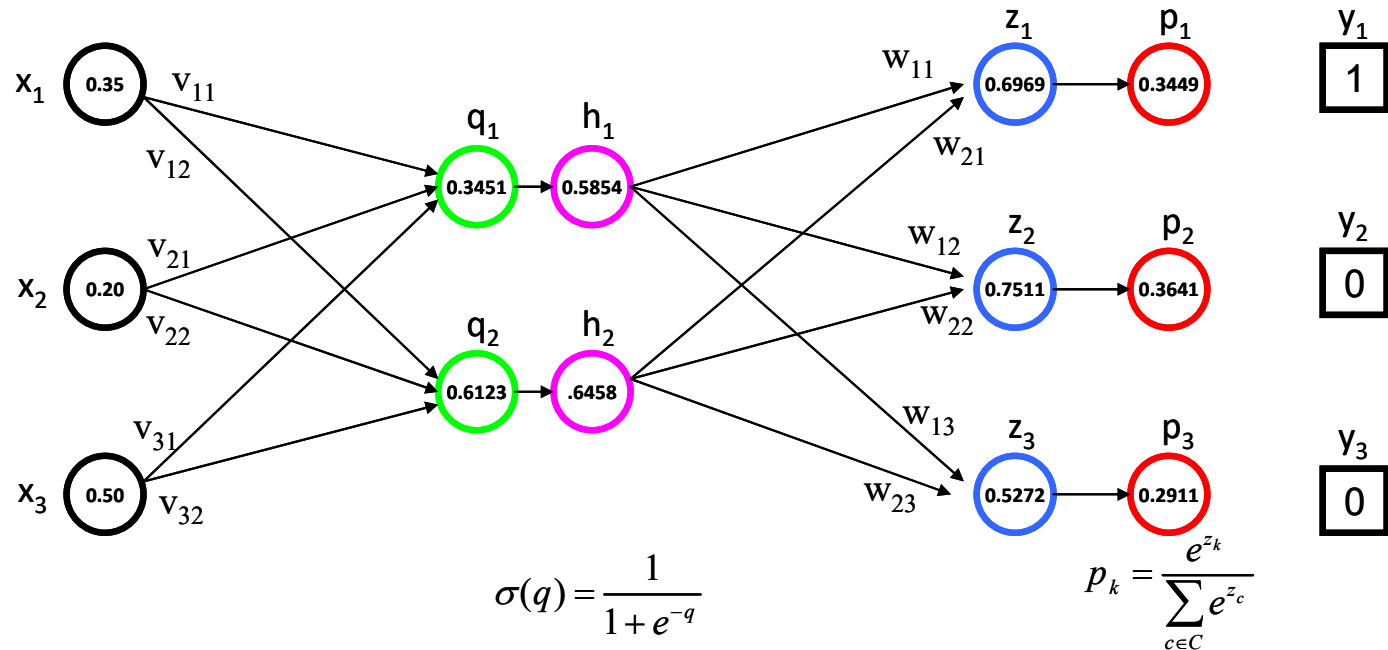 x₁ 0.35 v₁₁ v₁₂
x₂ 0.20 v₂₁ v₂₂
x₃ 0.50 v₃₁ v₃₂
q₁ h₁
0.3451 0.5854
q₂ h₂
0.6123 .6458
w₁₁
w₂₁
w₁₂
w₂₂
w₁₃
w₂₃
z₁ p₁ y₁
0.6969 0.3449 1
z₂ p₂ y₂
0.7511 0.3641 0
z₃ p₃ y₃
0.5272 0.2911 0
σ(q) = 1 / (1 + e^{-q})
p_k = e^{z_k} / ∑_{c∈C} e^{z_c}